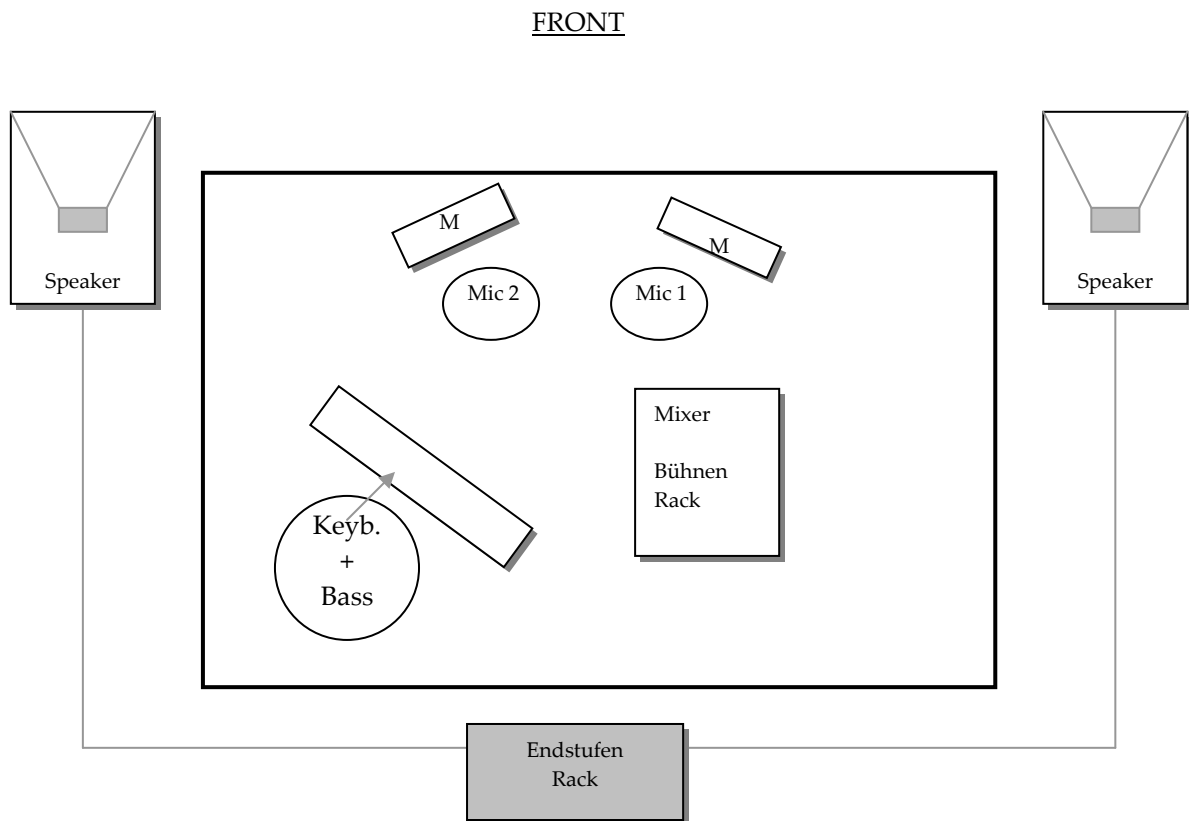 FRONT
M
M
Speaker
Mic 2
Mic 1
Speaker
Mixer
Bühnen
Rack
Keyb.
+
Bass
Endstufen
Rack